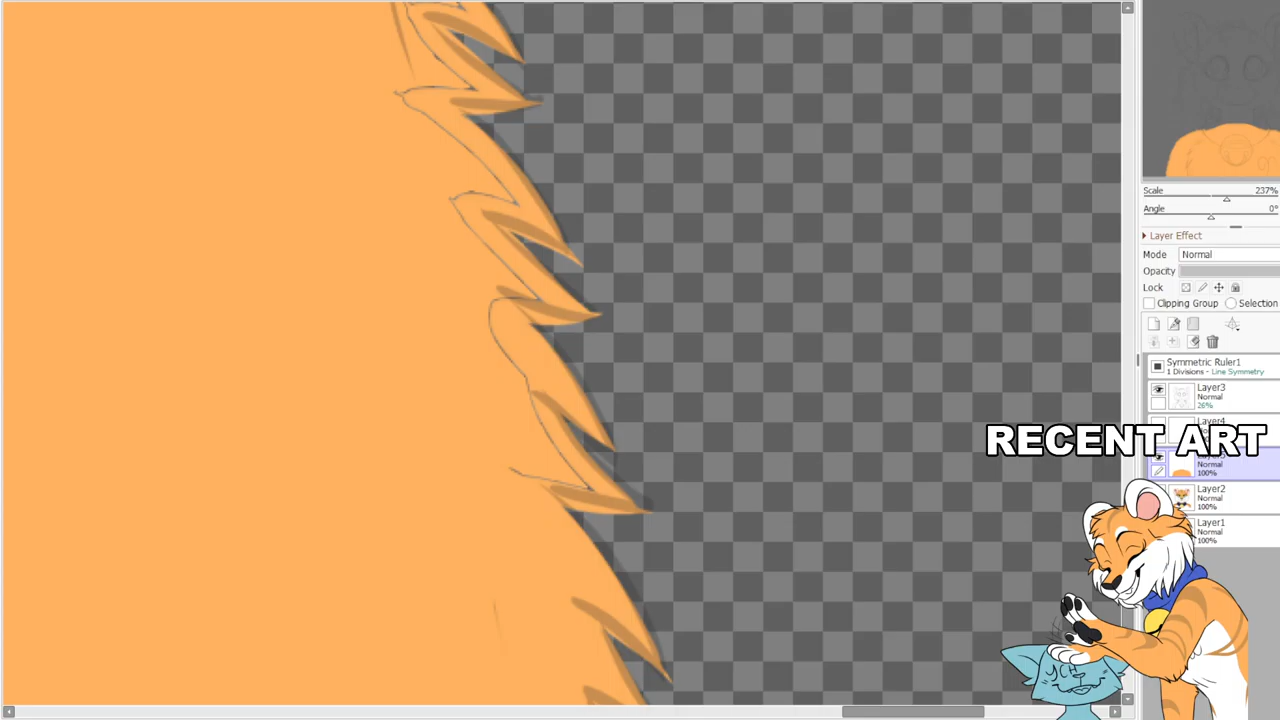 Scale 237%
Angle 0°
Layer Effect
Mode Normal
Opacity
Lock
Clipping Group Selection
Symmetric Ruler1
1 Divisions - Line Symmetry
Layer3
Normal
26%
Layer4
RECENT ART
Normal
100%
Layer2
Normal
100%
Layer1
Normal
100%